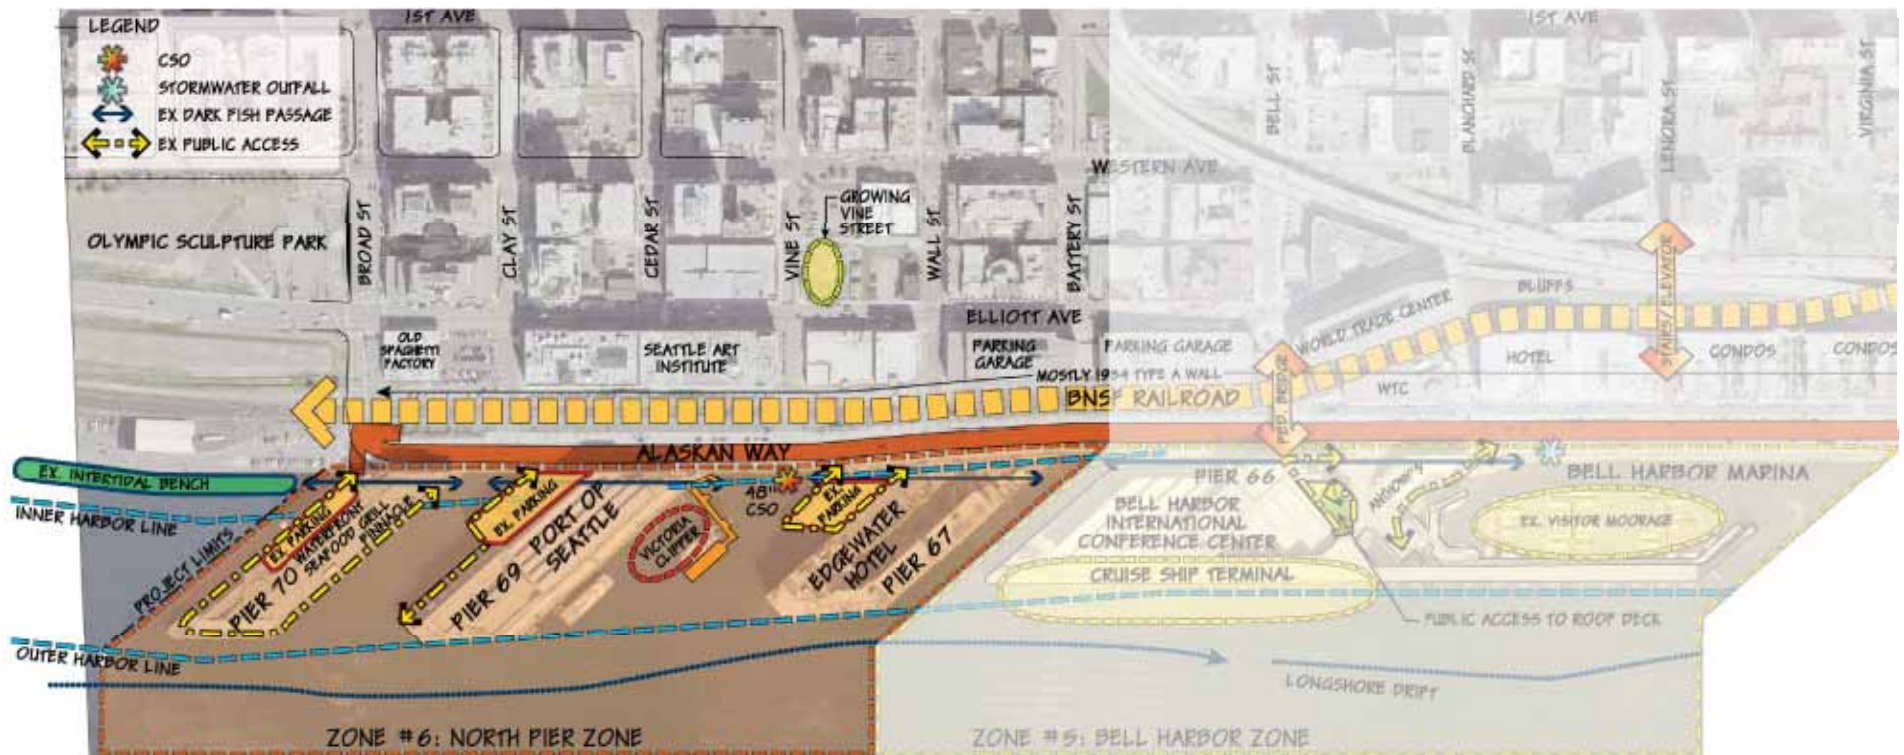 1ST AVE
1ST AVE
LEGEND
CSO
STORMWATER OUTFALL
EX DARK FISH PASSAGE
EX PUBLIC ACCESS
BELL ST
BLANCHARD ST
LENORA ST
VIRGINIA ST
WESTERN AVE
OLYMPIC SCULPTURE PARK
BROAD ST
CLAY ST
CEDAR ST
VINE ST
GROWING
VINE
STREET
WALL ST
BATTERY ST
ELLIOTT AVE
BLUFFS
STAIRS/ELEVATOR
WORLD TRADE CENTER
OLD
SPAGHETTI
FACTORY
SEATTLE ART
INSTITUTE
PARKING
GARAGE
PARKING GARAGE
HOTEL
CONDOS
CONDOS
MOSTLY 1934 TYPE A WALL
WTC
BNSF RAILROAD
PED. BRIDGE
ALASKAN WAY
EX. INTERTIDAL BENCH
INNER HARBOR LINE
PROJECT LIMITS
EX. PARKING
WATERFRONT
SEAFOOD GRILL
PINNACLE
PIER 70
EX. PARKING
PORT OF
SEATTLE
PIER 69
VICTORIA
CLIPPER
48"
CSO
EX.
PARKING
EDGEWATER
HOTEL
PIER 67
PIER 66
BELL HARBOR
INTERNATIONAL
CONFERENCE CENTER
CRUISE SHIP TERMINAL
ANTHONY'S
BELL HARBOR MARINA
EX. VISITOR MOORAGE
PUBLIC ACCESS TO ROOF DECK
OUTER HARBOR LINE
LONGSHORE DRIFT
ZONE #6: NORTH PIER ZONE
ZONE #5: BELL HARBOR ZONE